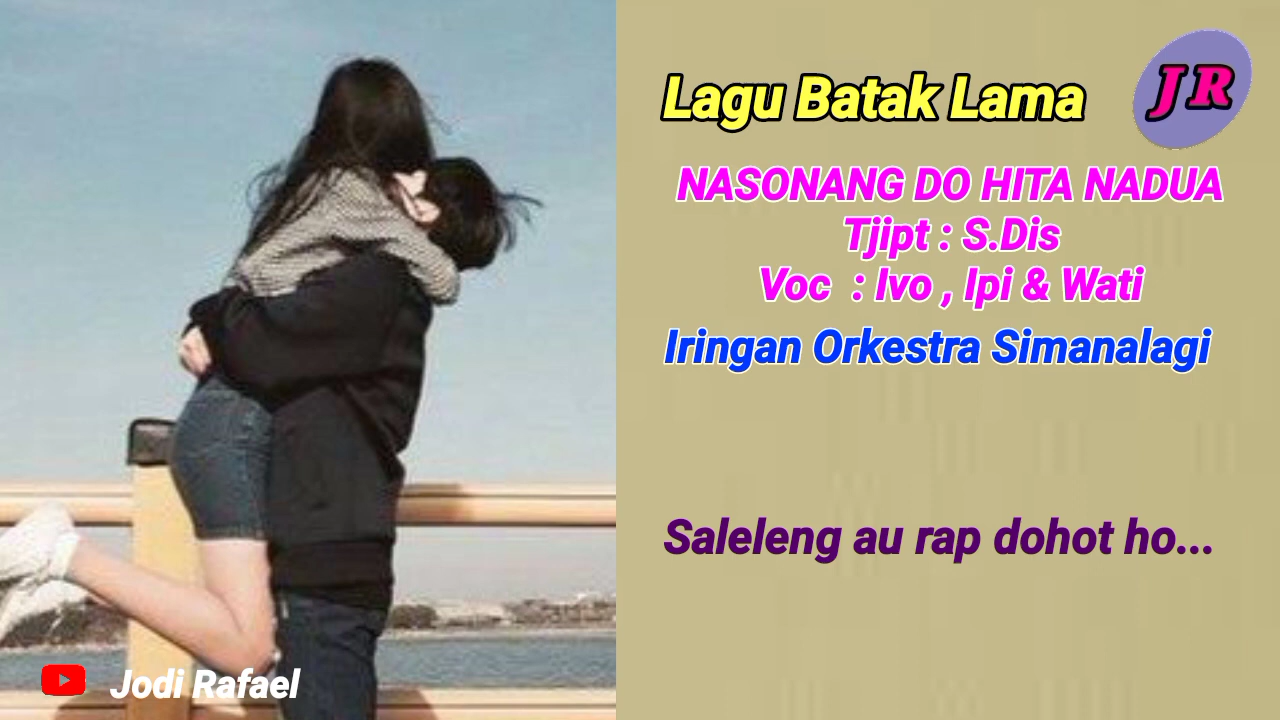 Lagu Batak Lama
J R
NASONANG DO HITA NADUA
Tjipt : S.Dis
Voc : Ivo , Ipi & Wati
Iringan Orkestra Simanalagi
Saleleng au rap dohot ho...
Jodi Rafael